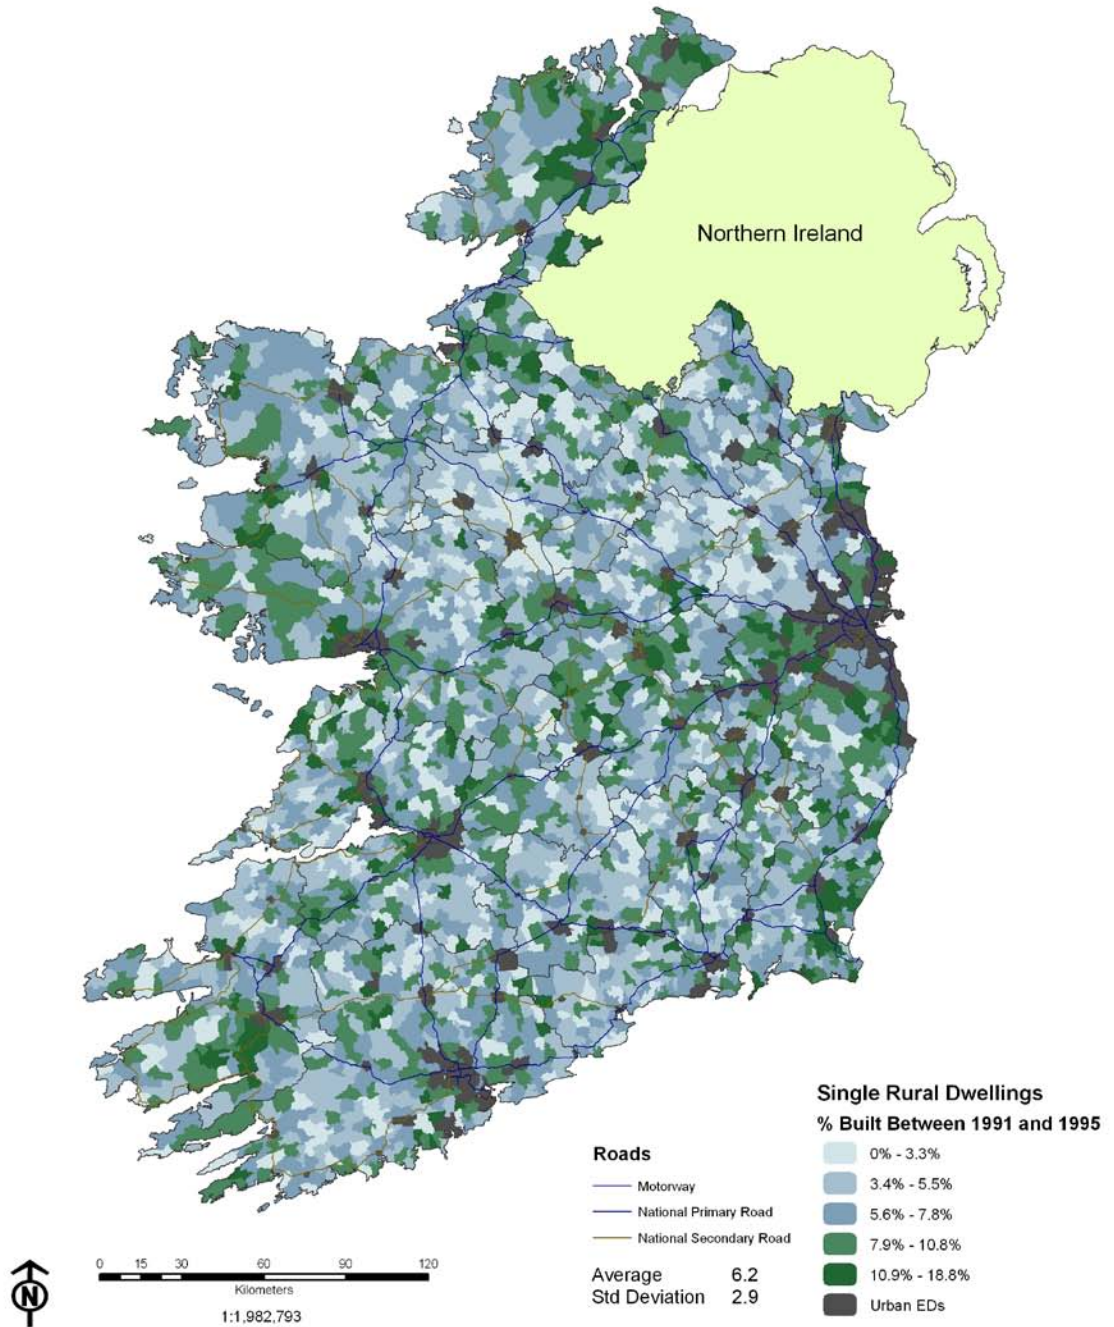 Northern Ireland
Single Rural Dwellings
% Built Between 1991 and 1995
0% - 3.3%
3.4% - 5.5%
5.6% - 7.8%
7.9% - 10.8%
10.9% - 18.8%
Urban EDs
Roads
Motorway
National Primary Road
National Secondary Road
Average 6.2
Std Deviation 2.9
0 15 30 60 90 120
Kilometers
1:1,982,793
N